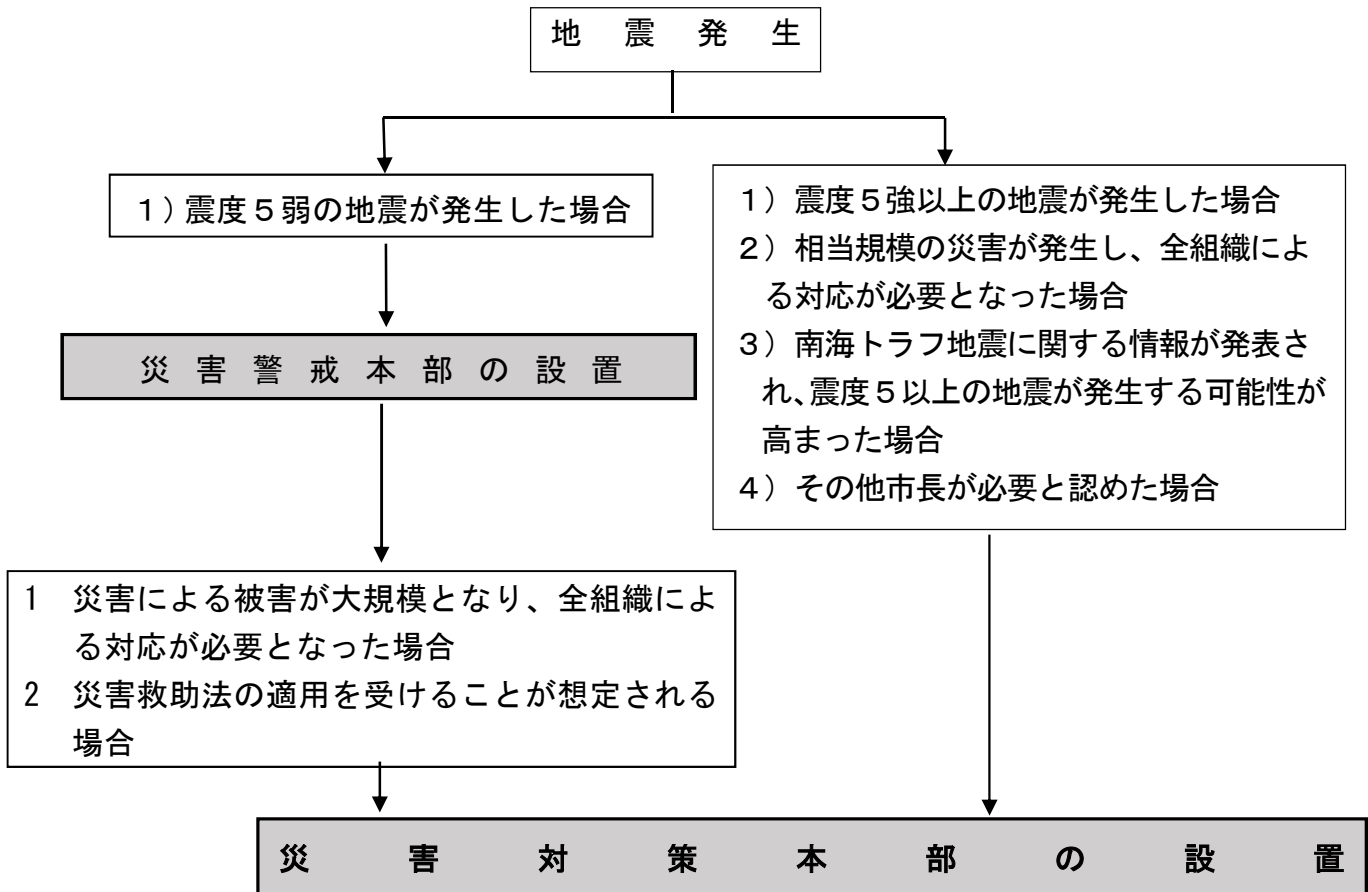 地震発生
1)震度5弱の地震が発生した場合
災害警戒本部の設置
1 災害による被害が大規模となり、全組織によ
る対応が必要となった場合
2 災害救助法の適用を受けることが想定される
場合
1)震度5強以上の地震が発生した場合
2)相当規模の災害が発生し、全組織によ
る対応が必要となった場合
3)南海トラフ地震に関する情報が発表さ
れ、震度5以上の地震が発生する可能性が
高まった場合
4)その他市長が必要と認めた場合
災害対策本部の設置